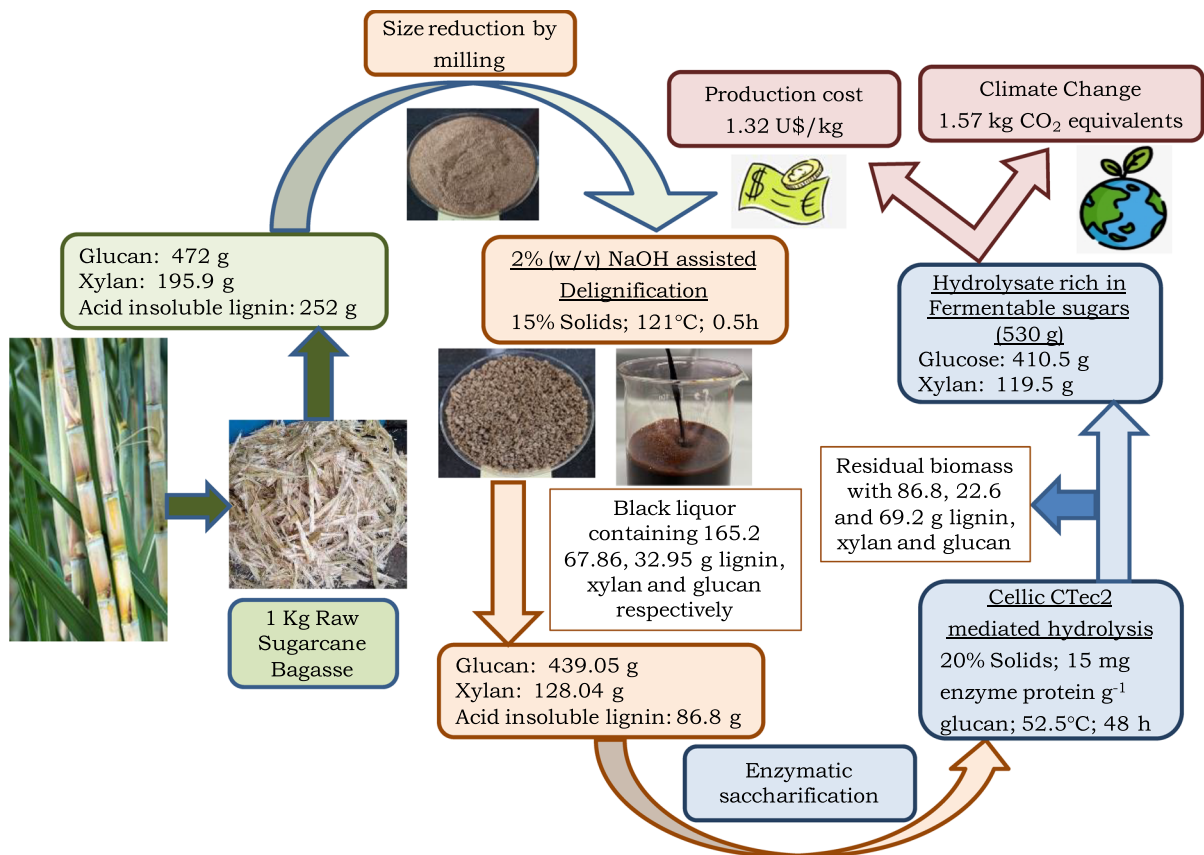 Size reduction by
milling
Production cost
1.32 U$/kg
Climate Change
1.57 kg CO₂ equivalents
Glucan:  472 g
Xylan:  195.9 g
Acid insoluble lignin: 252 g
2% (w/v) NaOH assisted
Delignification
15% Solids; 121°C; 0.5h
Hydrolysate rich in
Fermentable sugars
(530 g)
Glucose: 410.5 g
Xylan: 119.5 g
1 Kg Raw
Sugarcane
Bagasse
Black liquor
containing 165.2
67.86, 32.95 g lignin,
xylan and glucan
respectively
Residual biomass
with 86.8, 22.6
and 69.2 g lignin,
xylan and glucan
Glucan:  439.05 g
Xylan:  128.04 g
Acid insoluble lignin: 86.8 g
Cellic CTec2
mediated hydrolysis
20% Solids; 15 mg
enzyme protein g⁻¹
glucan; 52.5°C; 48 h
Enzymatic
saccharification